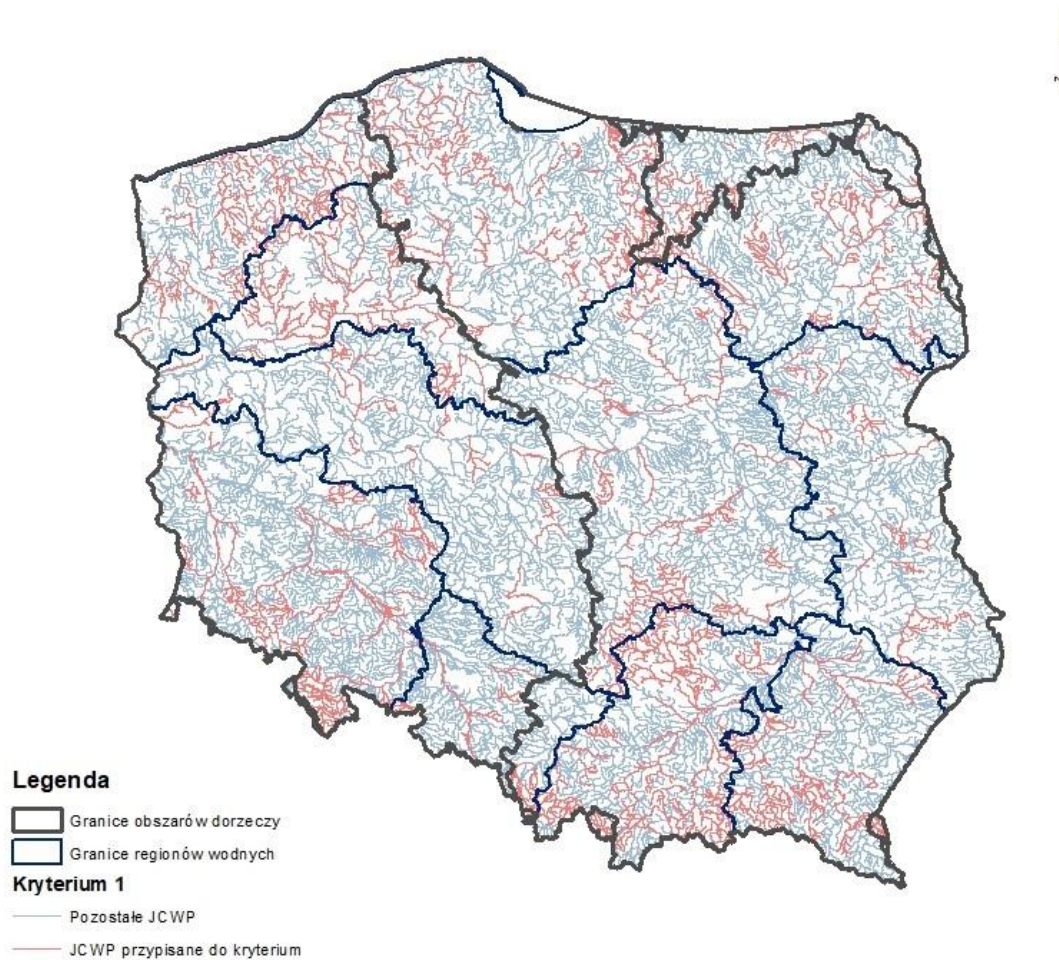 Legenda
Granice obszarów dorzeczy
Granice regionów wodnych
Kryterium 1
Pozostałe JCWP
JCWP przypisane do kryterium